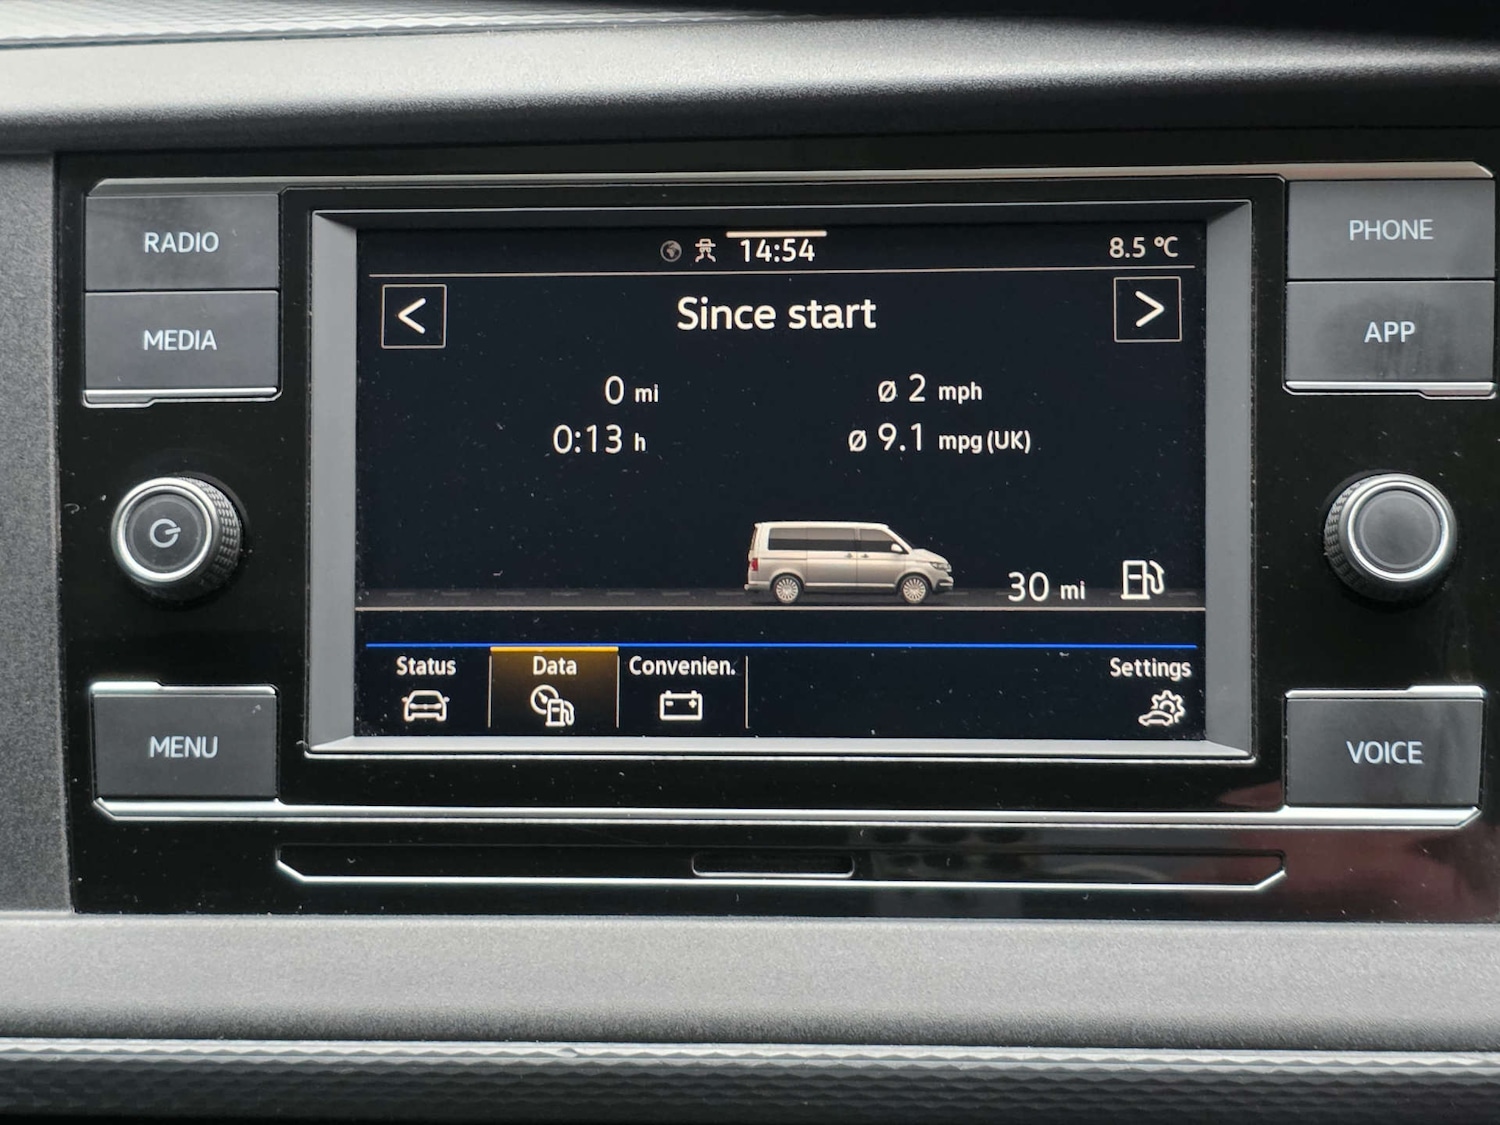 RADIO
MEDIA
MENU
14:54
8.5 °C
<
Since start
>
0 mi
ø 2 mph
0:13 h
ø 9.1 mpg (UK)
30 mi
Status
Data
Convenien.
Settings
PHONE
APP
VOICE